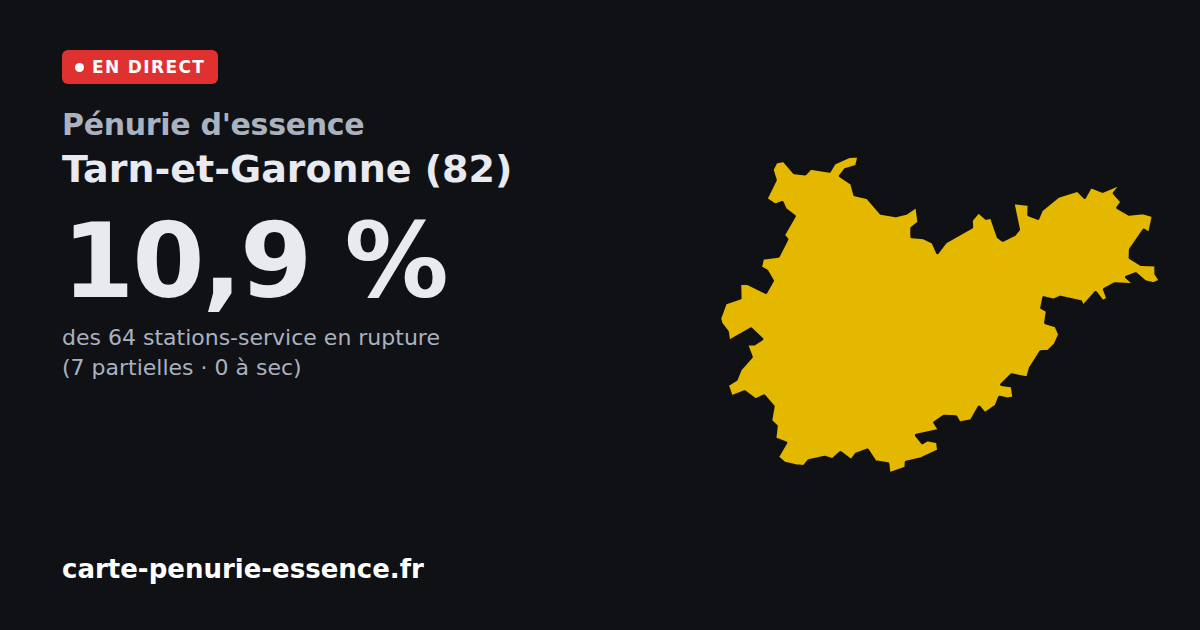 EN DIRECT
Pénurie d'essence
Tarn-et-Garonne (82)
10,9 %
des 64 stations-service en rupture
(7 partielles · 0 à sec)
carte-penurie-essence.fr